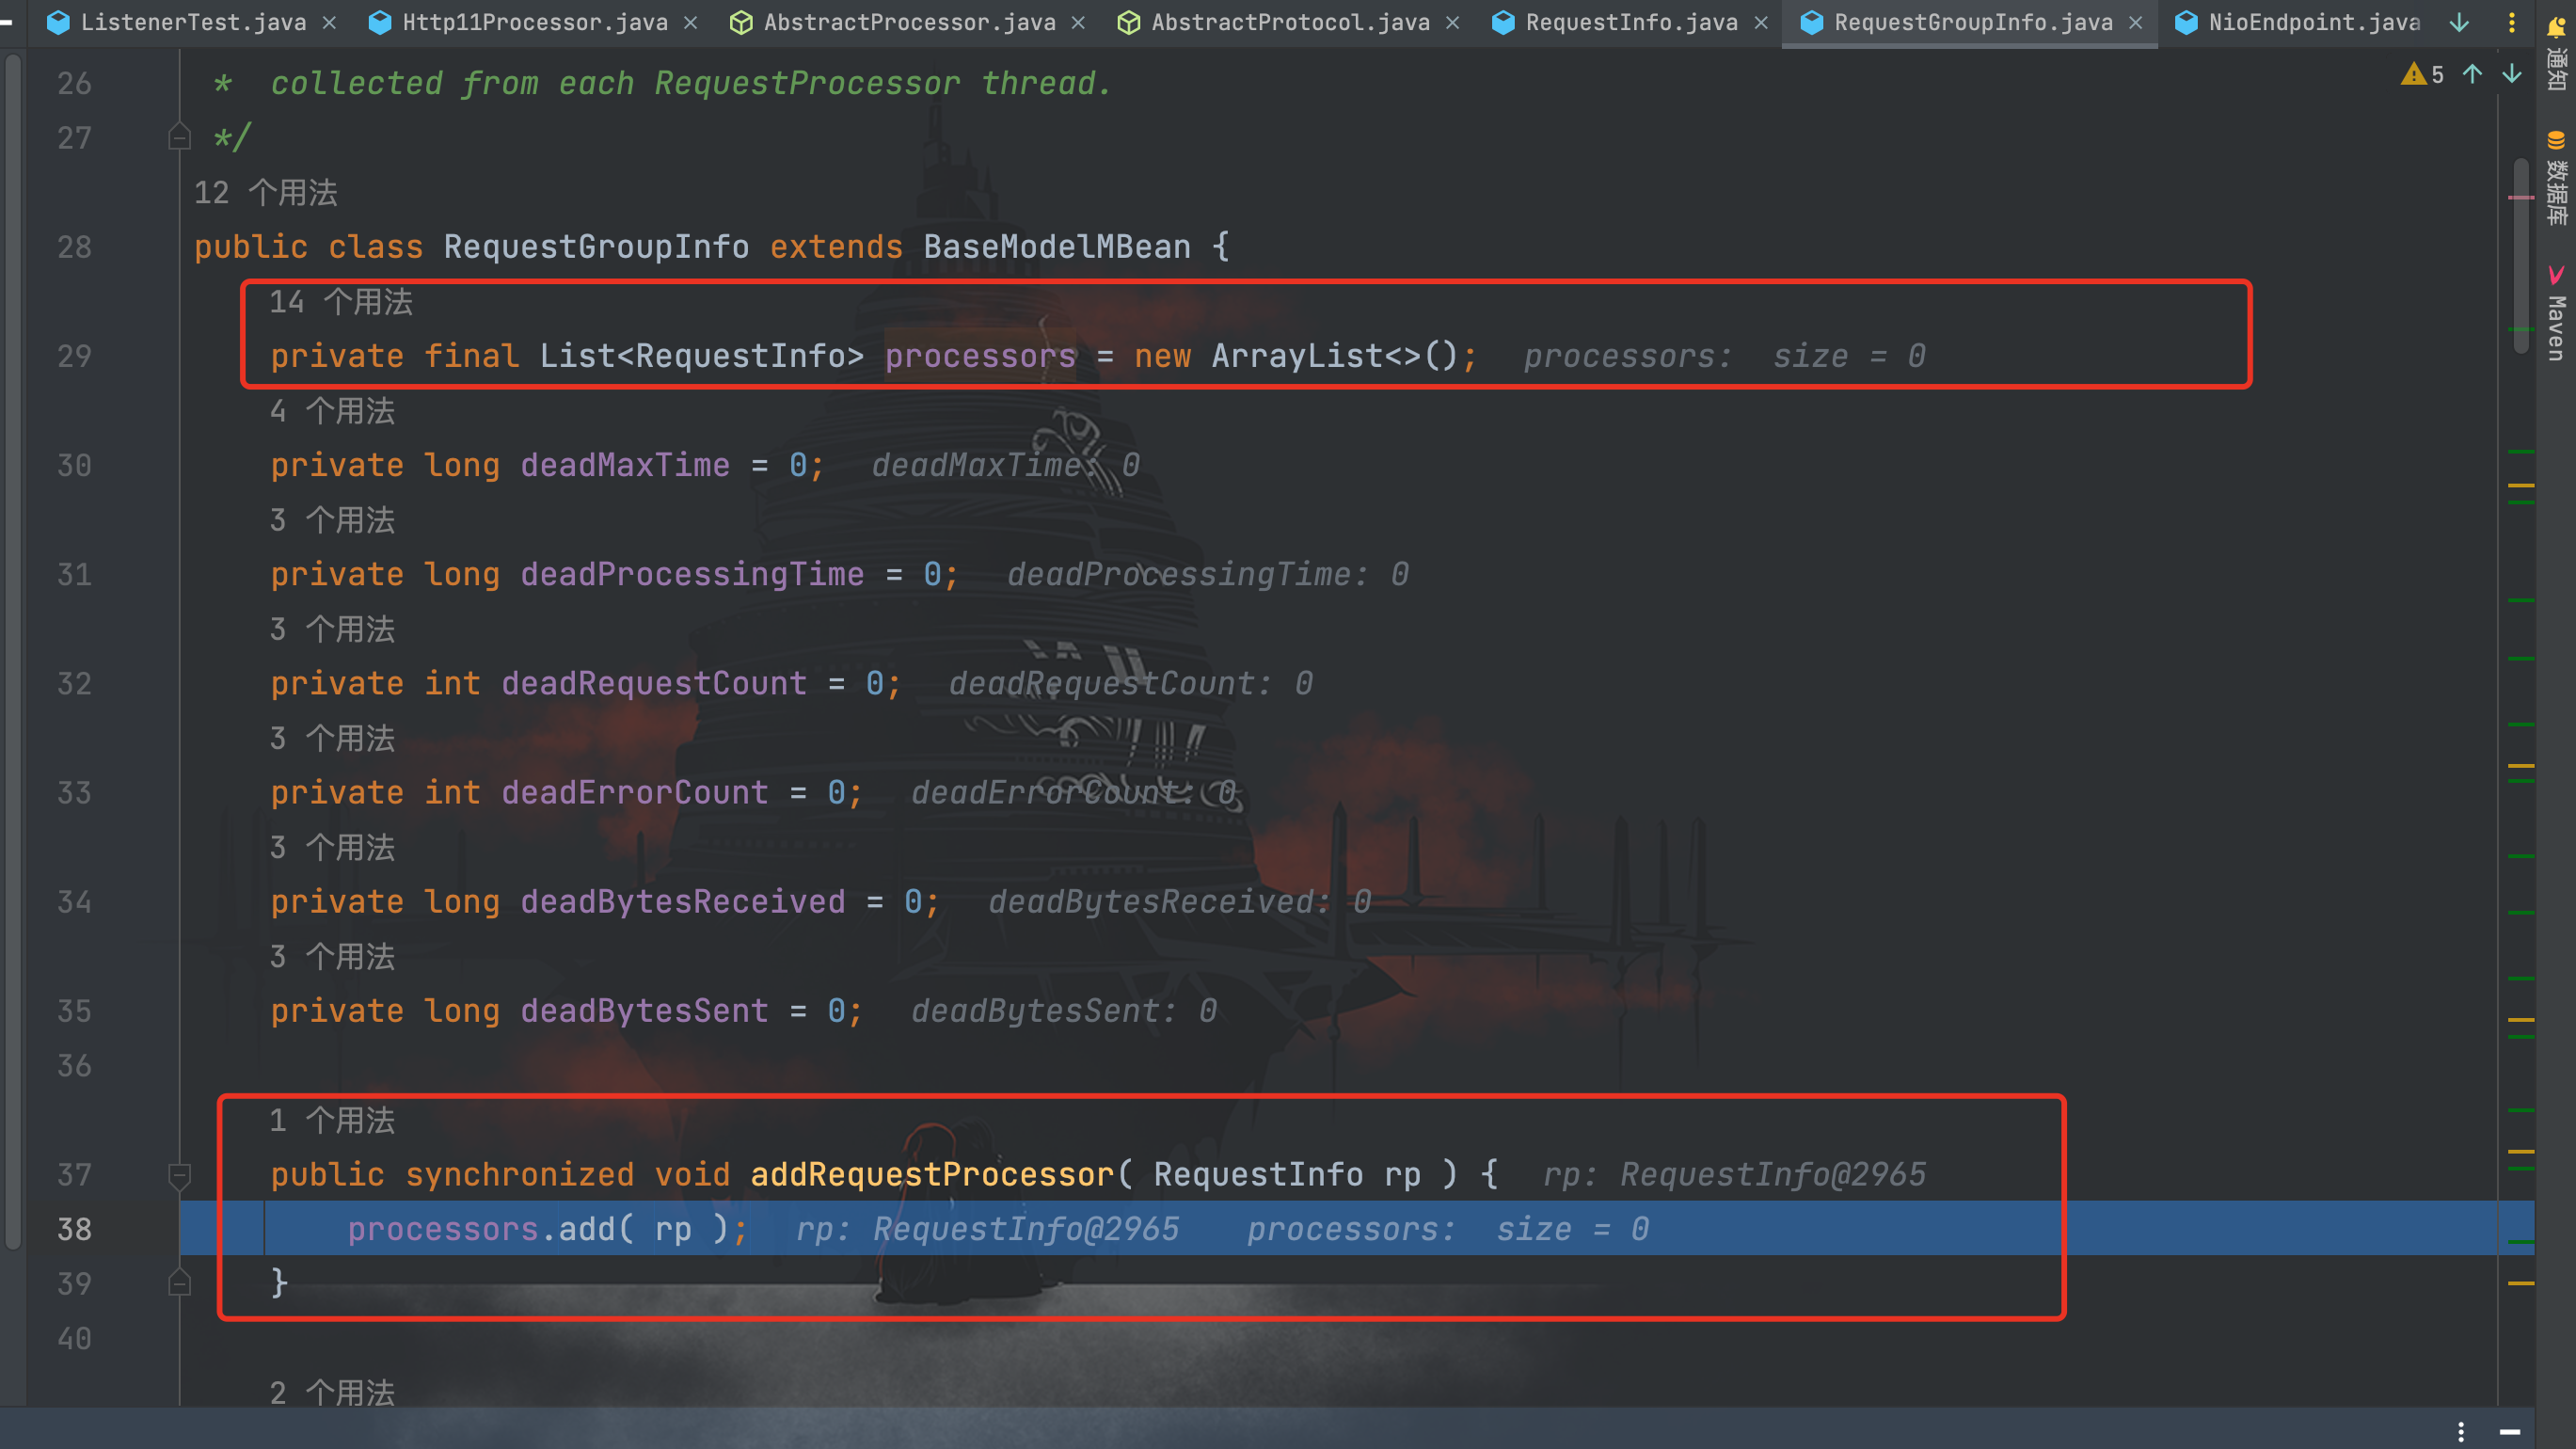 ListenerTest.java Http11Processor.java AbstractProcessor.java AbstractProtocol.java RequestInfo.java RequestGroupInfo.java NioEndpoint.java
5
通知
数据库
Maven
26 * collected from each RequestProcessor thread.
27 */
12 个用法
28 public class RequestGroupInfo extends BaseModelMBean {
14 个用法
29 private final List<RequestInfo> processors = new ArrayList<>(); processors: size = 0
4 个用法
30 private long deadMaxTime = 0; deadMaxTime: 0
3 个用法
31 private long deadProcessingTime = 0; deadProcessingTime: 0
3 个用法
32 private int deadRequestCount = 0; deadRequestCount: 0
3 个用法
33 private int deadErrorCount = 0; deadErrorCount: 0
3 个用法
34 private long deadBytesReceived = 0; deadBytesReceived: 0
3 个用法
35 private long deadBytesSent = 0; deadBytesSent: 0
36
1 个用法
37 public synchronized void addRequestProcessor( RequestInfo rp ) { rp: RequestInfo@2965
38 processors.add( rp ); rp: RequestInfo@2965 processors: size = 0
39 }
40
2 个用法